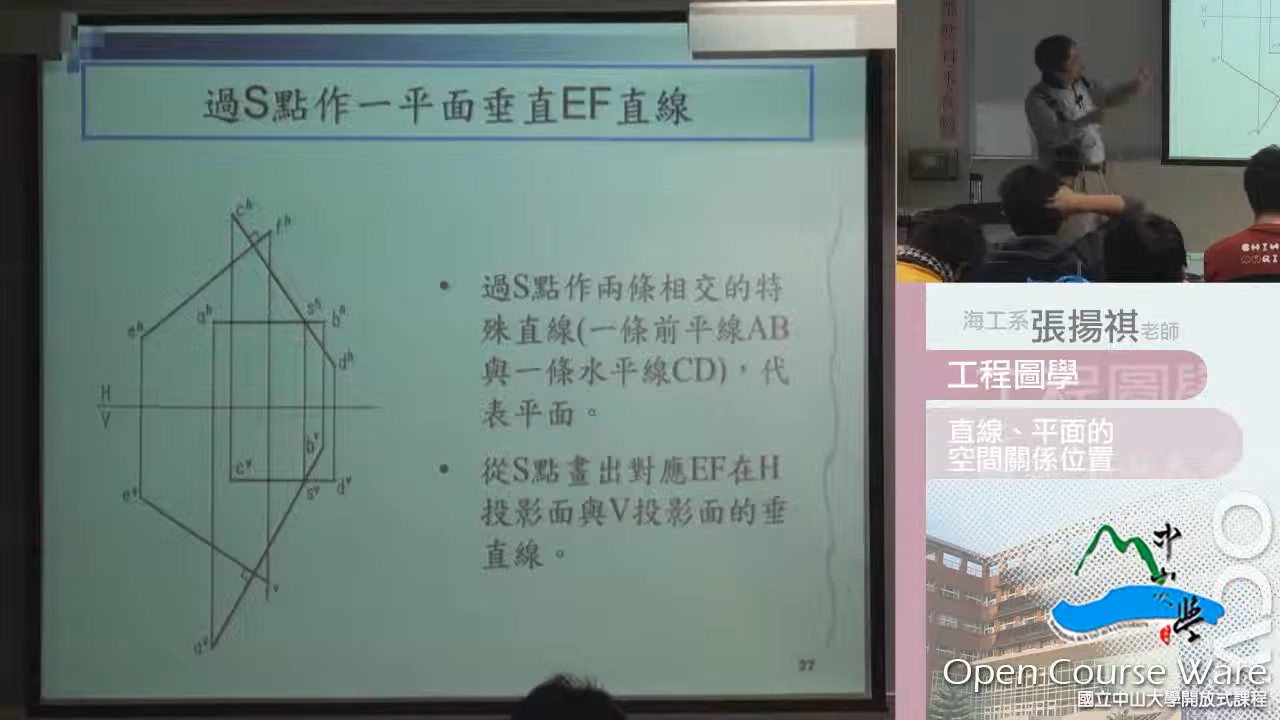 過S點作一平面垂直EF直線
c^h
f^h
s^h
a^h
b^h
e^h
d^h
H
V
b^v
c^v
e^v
s^v
d^v
a^v
• 過S點作兩條相交的特
殊直線(一條前平線AB
與一條水平線CD)，代
表平面。
• 從S點畫出對應EF在H
投影面與V投影面的垂
直線。
37
海工系張揚祺老師
工程圖學
直線、平面的
空間關係位置
中山大學
Open Course Ware
國立中山大學開放式課程